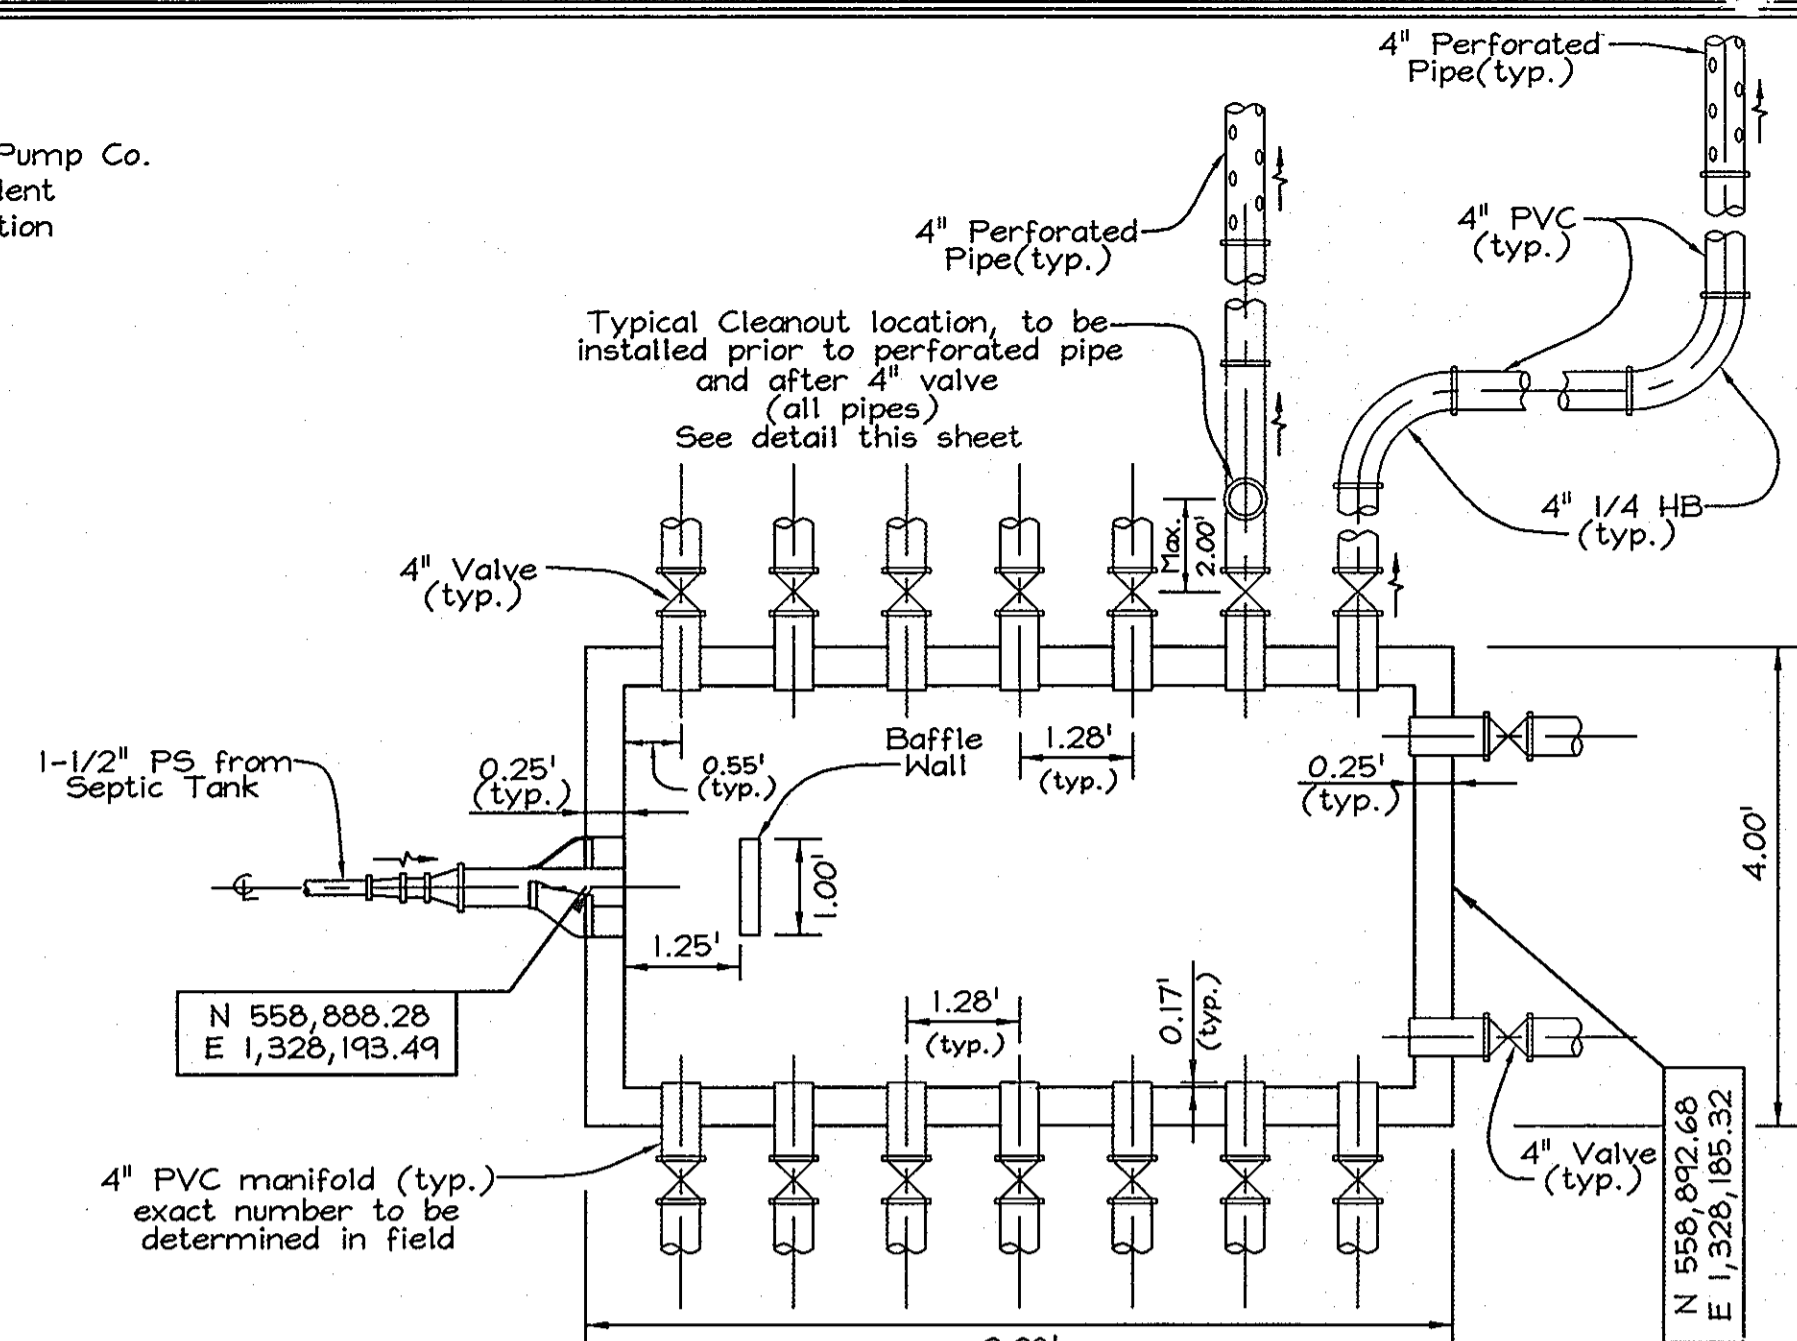 Pump Co.
4" Perforated
Pipe(typ.)
4" Perforated
Pipe(typ.)
4" PVC
(typ.)
Typical Cleanout location, to be
installed prior to perforated pipe
and after 4" valve
(all pipes)
See detail this sheet
4" 1/4 HB
(typ.)
Max.
2.00'
4" Valve
(typ.)
1-1/2" PS from
Septic Tank
0.25'
(typ.)
0.55'
(typ.)
Baffle
Wall
1.28'
(typ.)
0.25'
(typ.)
4.00'
℄
1.00'
1.25'
N 558,888.28
E 1,328,193.49
1.28'
(typ.)
0.17'
(typ.)
4" PVC manifold (typ.)
exact number to be
determined in field
4" Valve
(typ.)
N 558,892.68
E 1,328,185.32